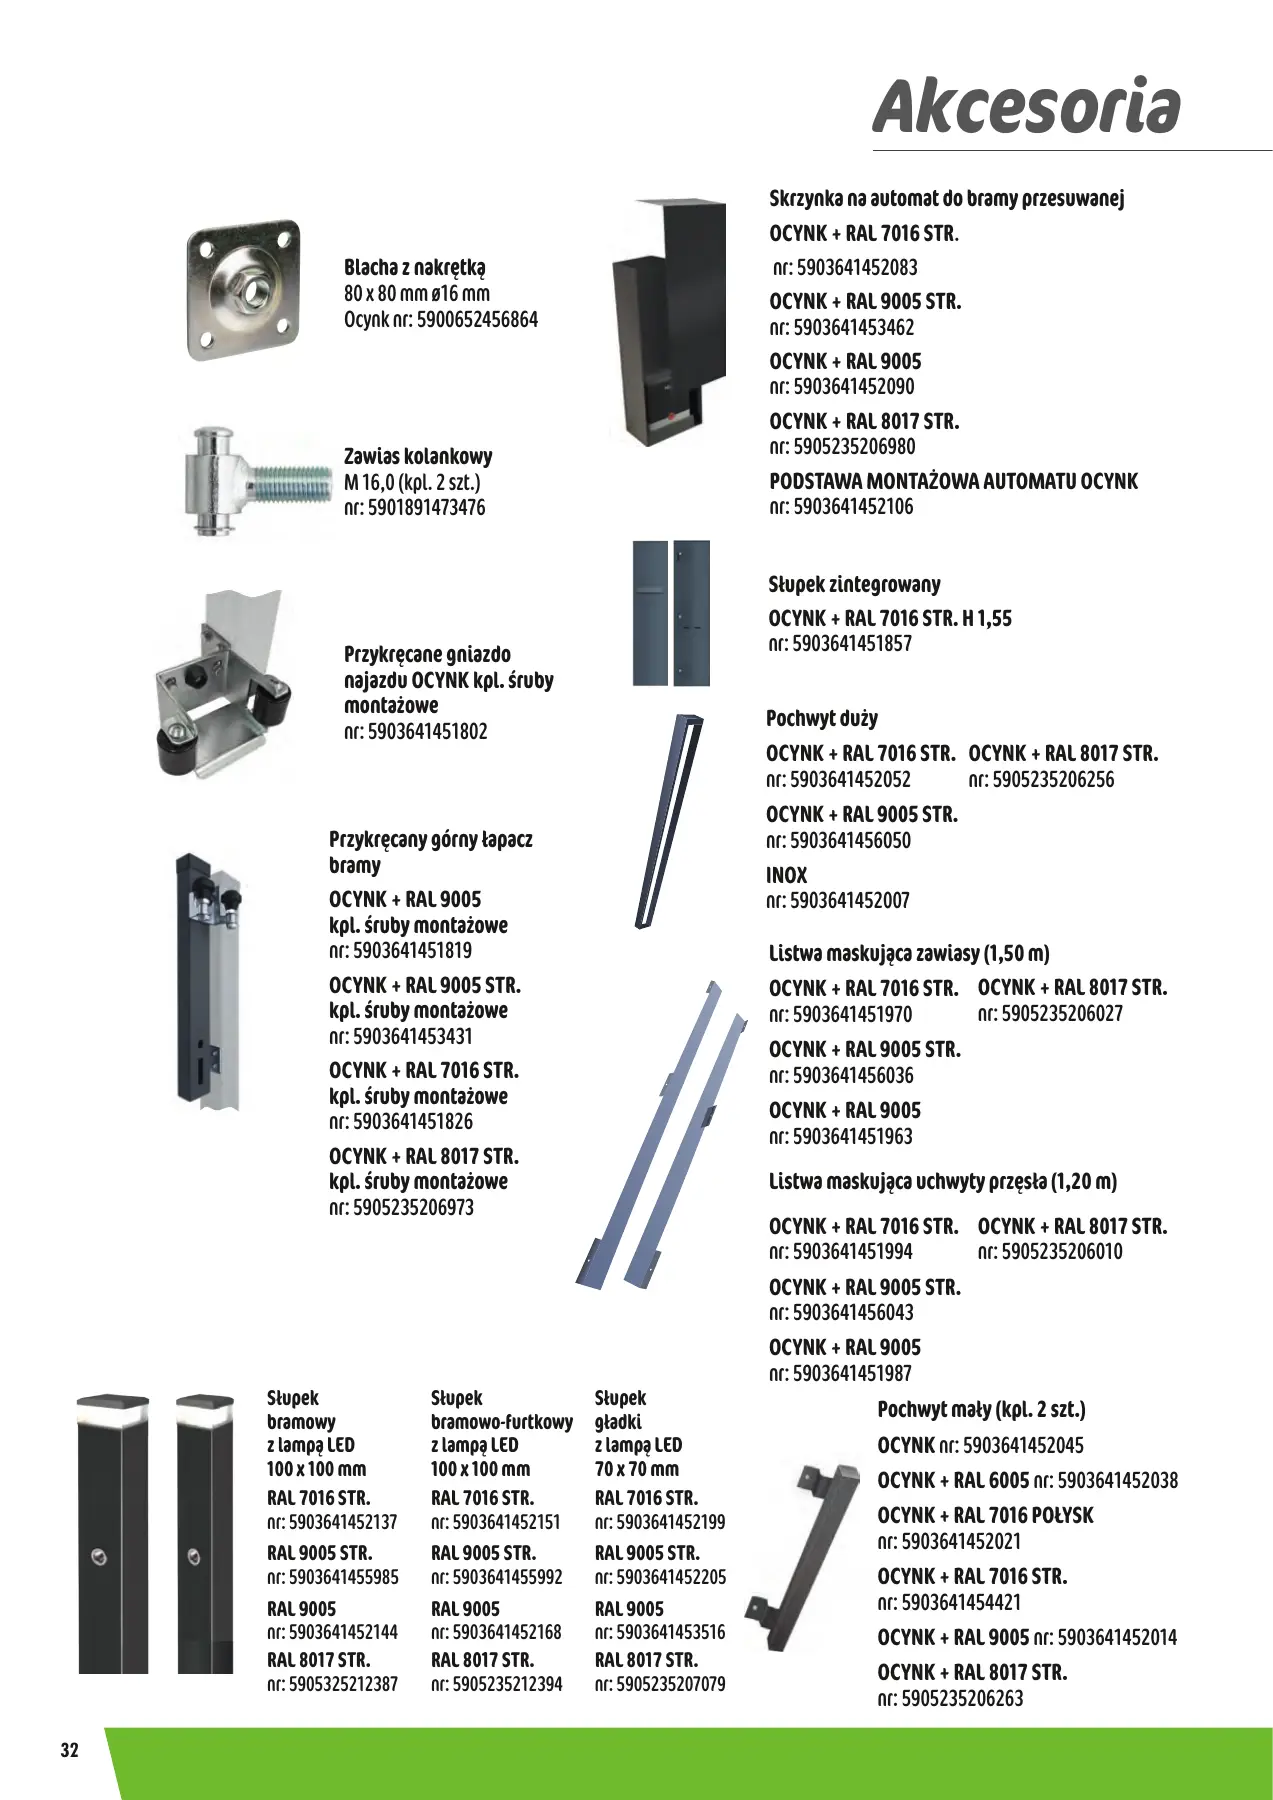 Akcesoria
Blacha z nakrętką
80 x 80 mm ø16 mm
Ocynk nr: 5900652456864
Zawias kolankowy
M 16,0 (kpl. 2 szt.)
nr: 5901891473476
Przykręcane gniazdo
najazdu OCYNK kpl. śruby
montażowe
nr: 5903641451802
Przykręcany górny łapacz
bramy
OCYNK + RAL 9005
kpl. śruby montażowe
nr: 5903641451819
OCYNK + RAL 9005 STR.
kpl. śruby montażowe
nr: 5903641453431
OCYNK + RAL 7016 STR.
kpl. śruby montażowe
nr: 5903641451826
OCYNK + RAL 8017 STR.
kpl. śruby montażowe
nr: 5905235206973
Skrzynka na automat do bramy przesuwanej
OCYNK + RAL 7016 STR.
nr: 5903641452083
OCYNK + RAL 9005 STR.
nr: 5903641453462
OCYNK + RAL 9005
nr: 5903641452090
OCYNK + RAL 8017 STR.
nr: 5905235206980
PODSTAWA MONTAŻOWA AUTOMATU OCYNK
nr: 5903641452106
Słupek zintegrowany
OCYNK + RAL 7016 STR. H 1,55
nr: 5903641451857
Pochwyt duży
OCYNK + RAL 7016 STR. OCYNK + RAL 8017 STR.
nr: 5903641452052 nr: 5905235206256
OCYNK + RAL 9005 STR.
nr: 5903641456050
INOX
nr: 5903641452007
Listwa maskująca zawiasy (1,50 m)
OCYNK + RAL 7016 STR. OCYNK + RAL 8017 STR.
nr: 5903641451970 nr: 5905235206027
OCYNK + RAL 9005 STR.
nr: 5903641456036
OCYNK + RAL 9005
nr: 5903641451963
Listwa maskująca uchwyty przęsła (1,20 m)
OCYNK + RAL 7016 STR. OCYNK + RAL 8017 STR.
nr: 5903641451994 nr: 5905235206010
OCYNK + RAL 9005 STR.
nr: 5903641456043
OCYNK + RAL 9005
nr: 5903641451987
Słupek
bramowy
z lampą LED
100 x 100 mm
RAL 7016 STR.
nr: 5903641452137
RAL 9005 STR.
nr: 5903641455985
RAL 9005
nr: 5903641452144
RAL 8017 STR.
nr: 5905325212387
Słupek
bramowo-furtkowy
z lampą LED
100 x 100 mm
RAL 7016 STR.
nr: 5903641452151
RAL 9005 STR.
nr: 5903641455992
RAL 9005
nr: 5903641452168
RAL 8017 STR.
nr: 5905235212394
Słupek
gładki
z lampą LED
70 x 70 mm
RAL 7016 STR.
nr: 5903641452199
RAL 9005 STR.
nr: 5903641452205
RAL 9005
nr: 5903641453516
RAL 8017 STR.
nr: 5905235207079
Pochwyt mały (kpl. 2 szt.)
OCYNK nr: 5903641452045
OCYNK + RAL 6005 nr: 5903641452038
OCYNK + RAL 7016 POŁYSK
nr: 5903641452021
OCYNK + RAL 7016 STR.
nr: 5903641454421
OCYNK + RAL 9005 nr: 5903641452014
OCYNK + RAL 8017 STR.
nr: 5905235206263
32